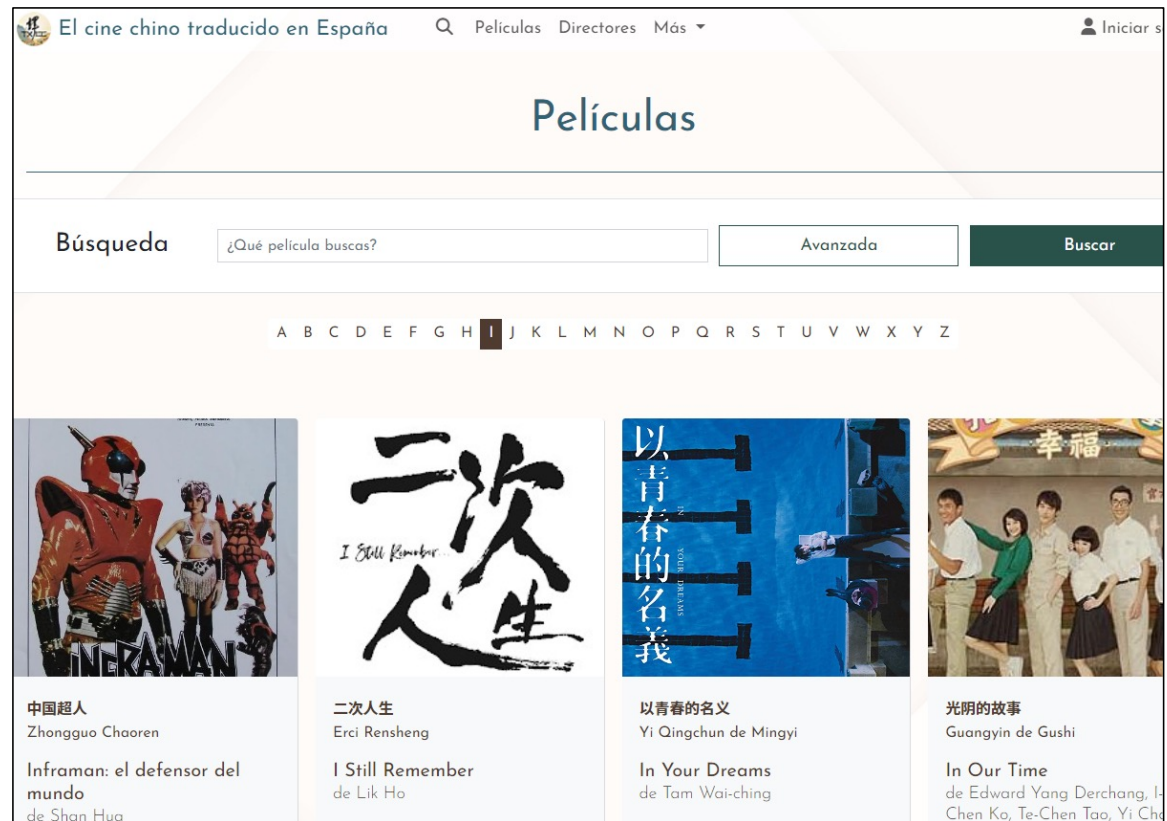 El cine chino traducido en España
Películas Directores Más
Iniciar s
Películas
Búsqueda
¿Qué película buscas?
Avanzada
Buscar
A B C D E F G H I J K L M N O P Q R S T U V W X Y Z
INFRAMAN
二次人生
I Still Remember...
以青春的名義
IN YOUR DREAMS
幸福
中国超人
Zhongguo Chaoren
Inframan: el defensor del
mundo
de Shan Hua
二次人生
Erci Rensheng
I Still Remember
de Lik Ho
以青春的名义
Yi Qingchun de Mingyi
In Your Dreams
de Tam Wai-ching
光阴的故事
Guangyin de Gushi
In Our Time
de Edward Yang Derchang, I-
Chen Ko, Te-Chen Tao, Yi Cha